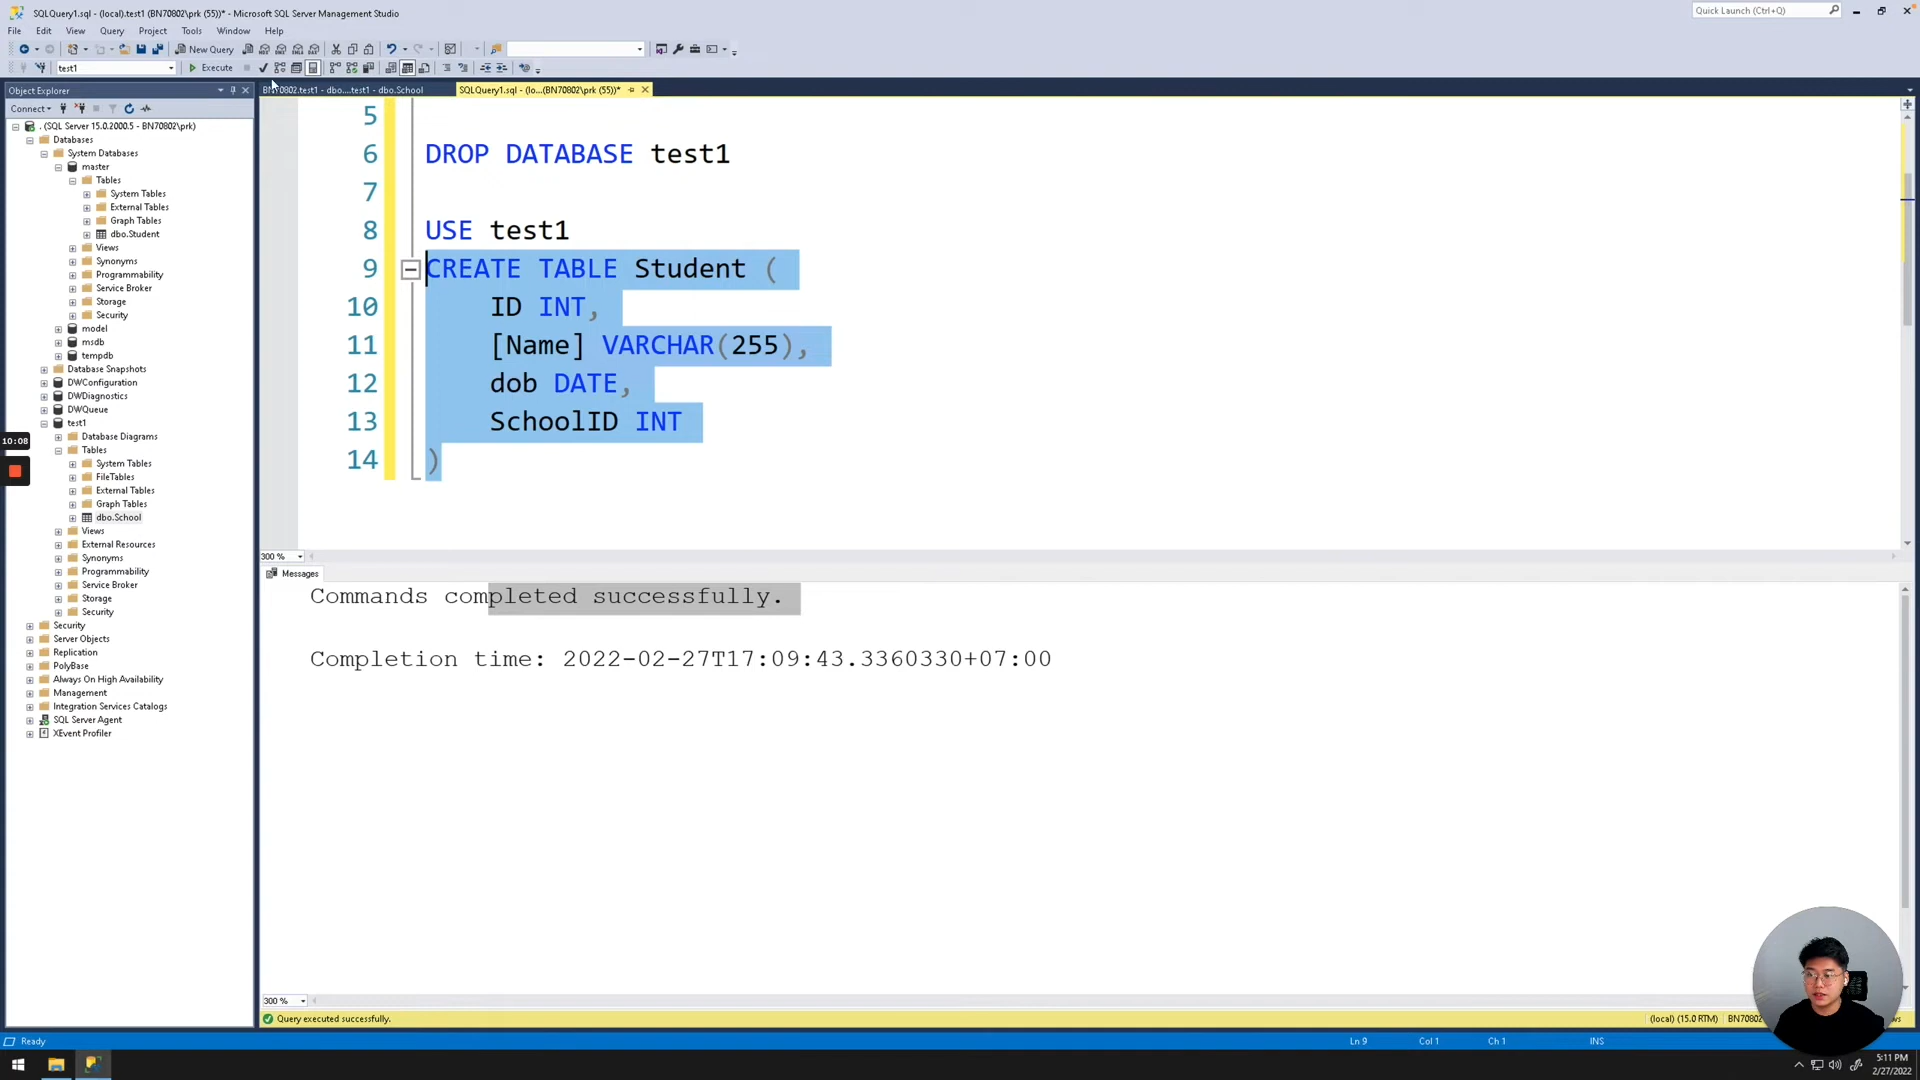 SQLQuery1.sql - (local).test1 (BN70802\prk (55))* - Microsoft SQL Server Management Studio
Quick Launch (Ctrl+Q)
File Edit View Query Project Tools Window Help
New Query
test1
Execute
Object Explorer
Connect
. (SQL Server 15.0.2000.5 - BN70802\prk)
Databases
System Databases
master
Tables
System Tables
External Tables
Graph Tables
dbo.Student
Views
Synonyms
Programmability
Service Broker
Storage
Security
model
msdb
tempdb
Database Snapshots
DWConfiguration
DWDiagnostics
DWQueue
test1
Database Diagrams
Tables
System Tables
FileTables
External Tables
Graph Tables
dbo.School
Views
External Resources
Synonyms
Programmability
Service Broker
Storage
Security
Security
Server Objects
Replication
PolyBase
Always On High Availability
Management
Integration Services Catalogs
SQL Server Agent
XEvent Profiler
10:08
BN70802.test1 - dbo....test1 - dbo.School
SQLQuery1.sql - (lo...(BN70802\prk (55))*
5
6 DROP DATABASE test1
7
8 USE test1
9 CREATE TABLE Student (
10 ID INT,
11 [Name] VARCHAR(255),
12 dob DATE,
13 SchoolID INT
14 )
300 %
Messages
Commands completed successfully.
Completion time: 2022-02-27T17:09:43.3360330+07:00
300 %
Query executed successfully.
(local) (15.0 RTM)
Ready
Ln 9
Col 1
Ch 1
INS
5:11 PM
2/27/2022